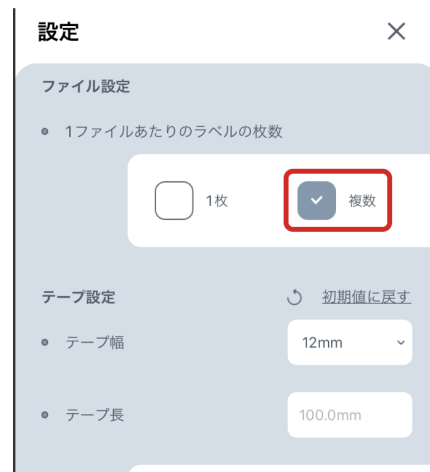 設定
ファイル設定
1ファイルあたりのラベルの枚数
1枚
複数
テープ設定
初期値に戻す
テープ幅
12mm
テープ長
100.0mm